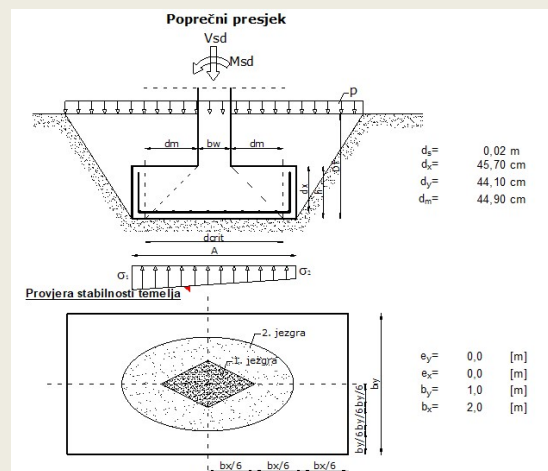 Poprečni presjek
Vsd
Msd
p
dm bw dm
dx
h
dcrit
A
σ₁
σ₂
ds= 0,02 m
dx= 45,70 cm
dy= 44,10 cm
dm= 44,90 cm
Provjera stabilnosti temelja
2. jezgra
1. jezgra
by
by/6 by/6 by/6
bx/6 bx/6 bx/6
ey= 0,0 [m]
ex= 0,0 [m]
by= 1,0 [m]
bx= 2,0 [m]